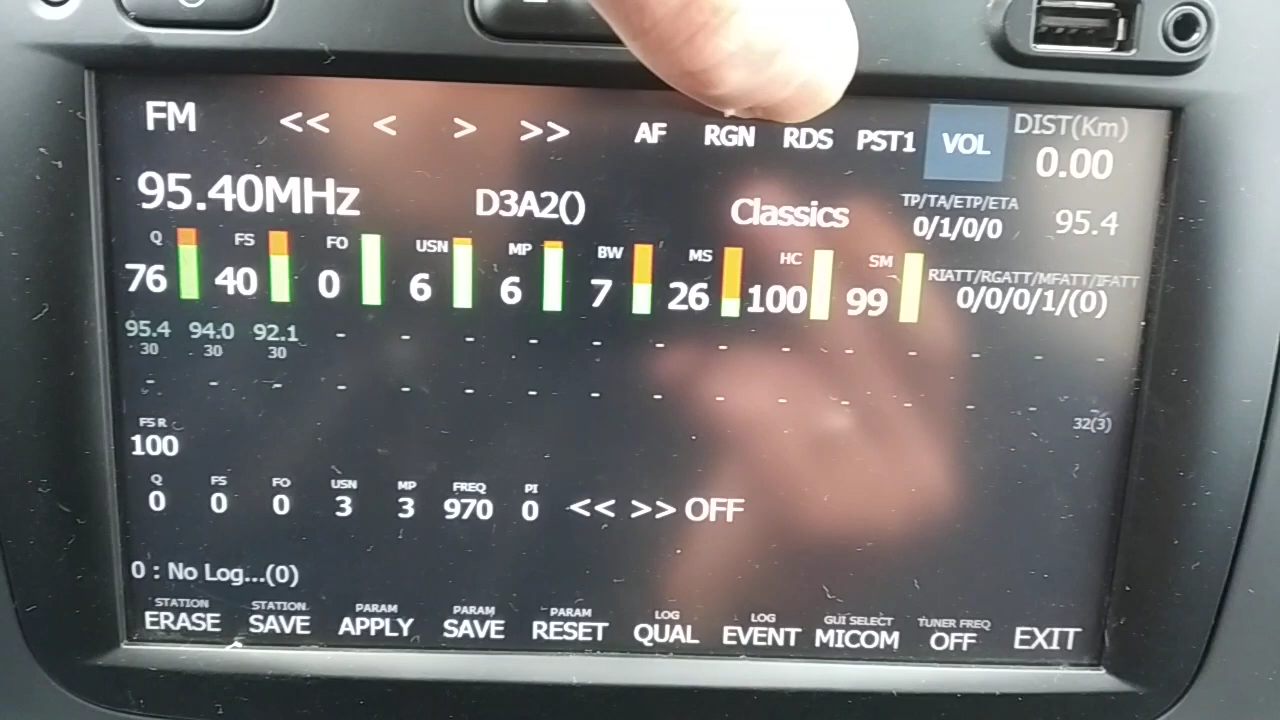 FM << < > >> AF RGN RDS PST1 VOL DIST(Km)
0.00
95.40MHz D3A2() Classics TP/TA/ETP/ETA
0/1/0/0 95.4
Q FS FO USN MP BW MS HC SM RIATT/RGATT/MFATT/IFATT
76 40 0 6 6 7 26 100 99 0/0/0/1/(0)
95.4 94.0 92.1 - - - - - - - - - - - - -
30 30 30
- - - - - - - - - - - - - - - -
32(3)
FSR
100
Q FS FO USN MP FREQ PI
0 0 0 3 3 970 0 << >> OFF
0 : No Log...(0)
STATION STATION PARAM PARAM PARAM LOG LOG GUI SELECT TUNER FREQ
ERASE SAVE APPLY SAVE RESET QUAL EVENT MICOM OFF EXIT